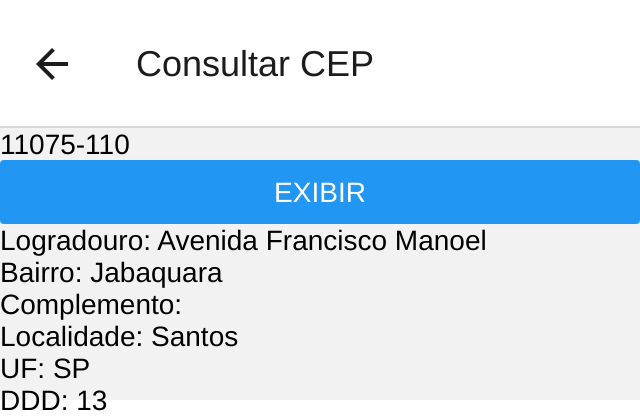 Consultar CEP
11075-110
EXIBIR
Logradouro: Avenida Francisco Manoel
Bairro: Jabaquara
Complemento:
Localidade: Santos
UF: SP
DDD: 13